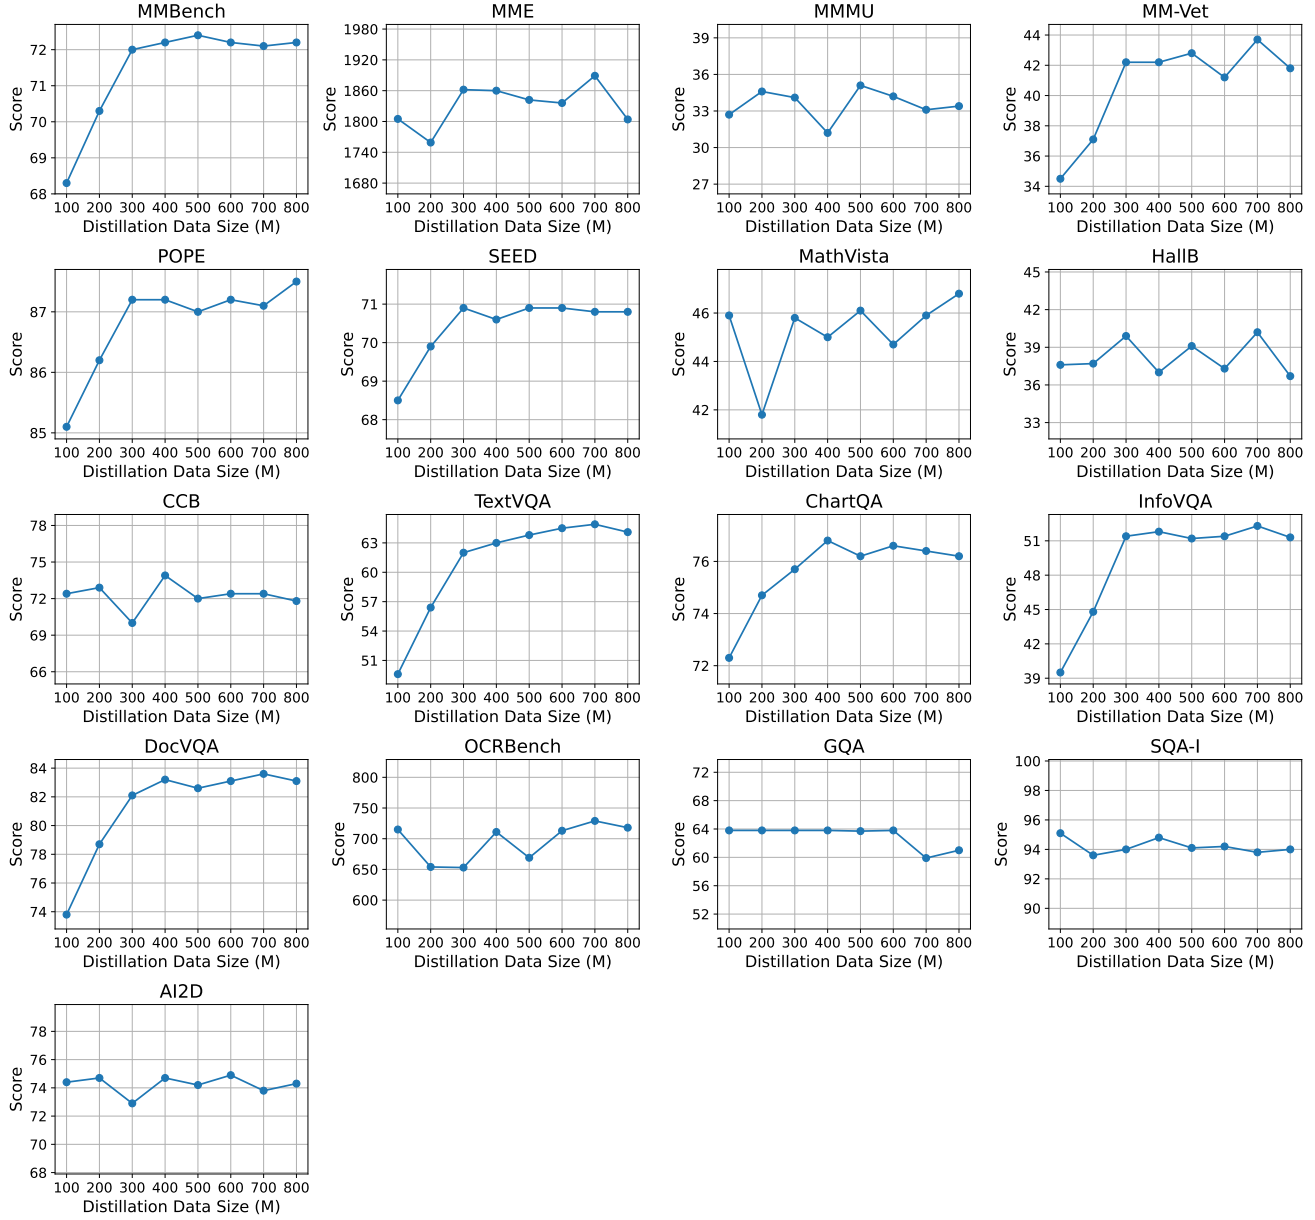 MMBench
Score
72
71
70
69
68
100 200 300 400 500 600 700 800
Distillation Data Size (M)
MME
Score
1980
1920
1860
1800
1740
1680
100 200 300 400 500 600 700 800
Distillation Data Size (M)
MMMU
Score
39
36
33
30
27
100 200 300 400 500 600 700 800
Distillation Data Size (M)
MM-Vet
Score
44
42
40
38
36
34
100 200 300 400 500 600 700 800
Distillation Data Size (M)
POPE
Score
87
86
85
100 200 300 400 500 600 700 800
Distillation Data Size (M)
SEED
Score
71
70
69
68
100 200 300 400 500 600 700 800
Distillation Data Size (M)
MathVista
Score
46
44
42
100 200 300 400 500 600 700 800
Distillation Data Size (M)
HallB
Score
45
42
39
36
33
100 200 300 400 500 600 700 800
Distillation Data Size (M)
CCB
Score
78
75
72
69
66
100 200 300 400 500 600 700 800
Distillation Data Size (M)
TextVQA
Score
63
60
57
54
51
100 200 300 400 500 600 700 800
Distillation Data Size (M)
ChartQA
Score
76
74
72
100 200 300 400 500 600 700 800
Distillation Data Size (M)
InfoVQA
Score
51
48
45
42
39
100 200 300 400 500 600 700 800
Distillation Data Size (M)
DocVQA
Score
84
82
80
78
76
74
100 200 300 400 500 600 700 800
Distillation Data Size (M)
OCRBench
Score
800
750
700
650
600
100 200 300 400 500 600 700 800
Distillation Data Size (M)
GQA
Score
72
68
64
60
56
52
100 200 300 400 500 600 700 800
Distillation Data Size (M)
SQA-I
Score
100
96
94
92
90
100 200 300 400 500 600 700 800
Distillation Data Size (M)
AI2D
Score
78
76
74
72
70
68
100 200 300 400 500 600 700 800
Distillation Data Size (M)